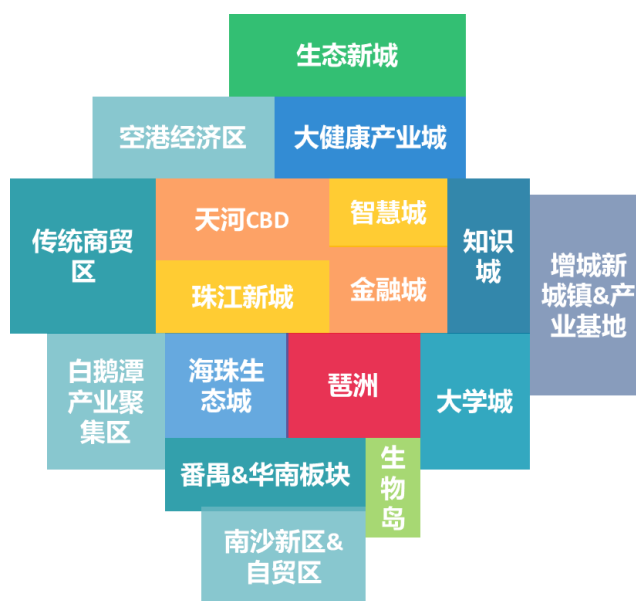 生态新城
空港经济区
大健康产业城
传统商贸
区
天河CBD
智慧城
知识
城
增城新
城镇&产
业基地
珠江新城
金融城
白鹅潭
产业聚
集区
海珠生
态城
琶洲
大学城
番禺&华南板块
生
物
岛
南沙新区&
自贸区